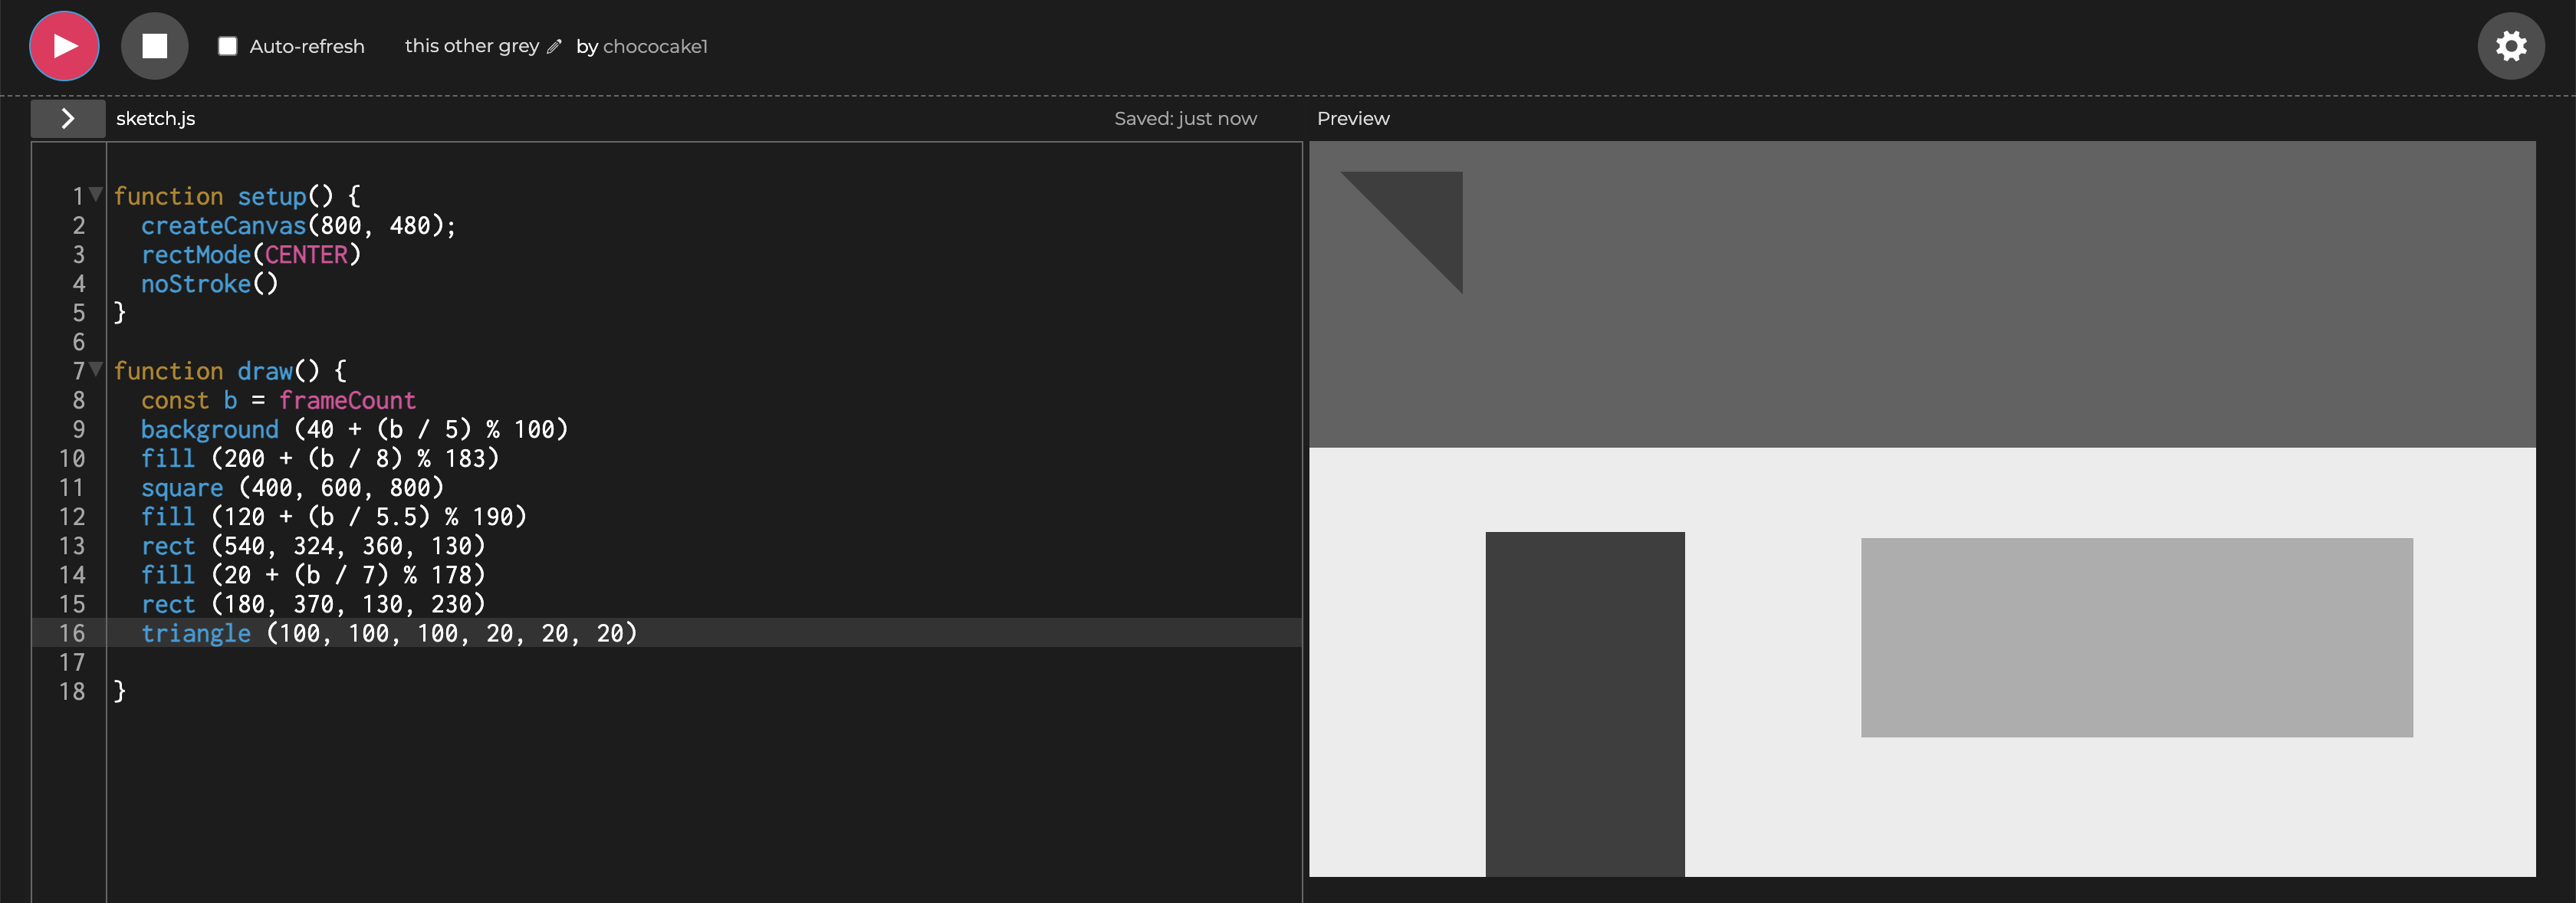 Auto-refresh this other grey by chococake1
sketch.js Saved: just now Preview
1 function setup() {
2 createCanvas(800, 480);
3 rectMode(CENTER)
4 noStroke()
5 }
6
7 function draw() {
8 const b = frameCount
9 background (40 + (b / 5) % 100)
10 fill (200 + (b / 8) % 183)
11 square (400, 600, 800)
12 fill (120 + (b / 5.5) % 190)
13 rect (540, 324, 360, 130)
14 fill (20 + (b / 7) % 178)
15 rect (180, 370, 130, 230)
16 triangle (100, 100, 100, 20, 20, 20)
17
18 }